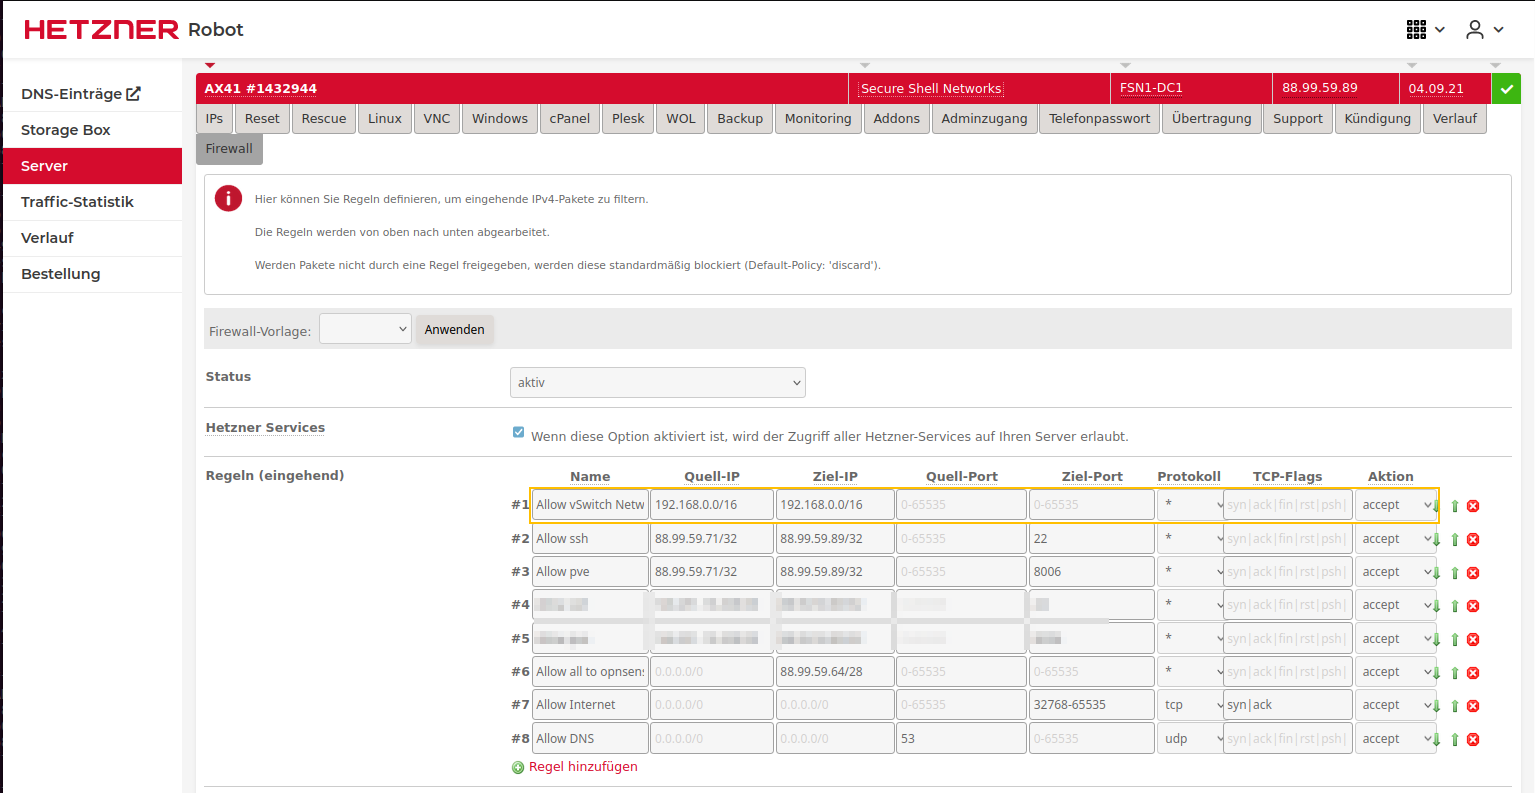 HETZNER Robot
DNS-Einträge
Storage Box
Server
Traffic-Statistik
Verlauf
Bestellung
AX41 #1432944 Secure Shell Networks FSN1-DC1 88.99.59.89 04.09.21
IPs Reset Rescue Linux VNC Windows cPanel Plesk WOL Backup Monitoring Addons Adminzugang Telefonpasswort Übertragung Support Kündigung Verlauf
Firewall
Hier können Sie Regeln definieren, um eingehende IPv4-Pakete zu filtern.
Die Regeln werden von oben nach unten abgearbeitet.
Werden Pakete nicht durch eine Regel freigegeben, werden diese standardmäßig blockiert (Default-Policy: 'discard').
Firewall-Vorlage: Anwenden
Status aktiv
Hetzner Services Wenn diese Option aktiviert ist, wird der Zugriff aller Hetzner-Services auf Ihren Server erlaubt.
Regeln (eingehend) Name Quell-IP Ziel-IP Quell-Port Ziel-Port Protokoll TCP-Flags Aktion
#1 Allow vSwitch Netw 192.168.0.0/16 192.168.0.0/16 0-65535 0-65535 * syn|ack|fin|rst|psh| accept
#2 Allow ssh 88.99.59.71/32 88.99.59.89/32 0-65535 22 * syn|ack|fin|rst|psh| accept
#3 Allow pve 88.99.59.71/32 88.99.59.89/32 0-65535 8006 * syn|ack|fin|rst|psh| accept
#4 * syn|ack|fin|rst|psh| accept
#5 * syn|ack|fin|rst|psh| accept
#6 Allow all to opnsen 0.0.0.0/0 88.99.59.64/28 0-65535 0-65535 * syn|ack|fin|rst|psh| accept
#7 Allow Internet 0.0.0.0/0 0.0.0.0/0 0-65535 32768-65535 tcp syn|ack accept
#8 Allow DNS 0.0.0.0/0 0.0.0.0/0 53 0-65535 udp syn|ack|fin|rst|psh| accept
Regel hinzufügen